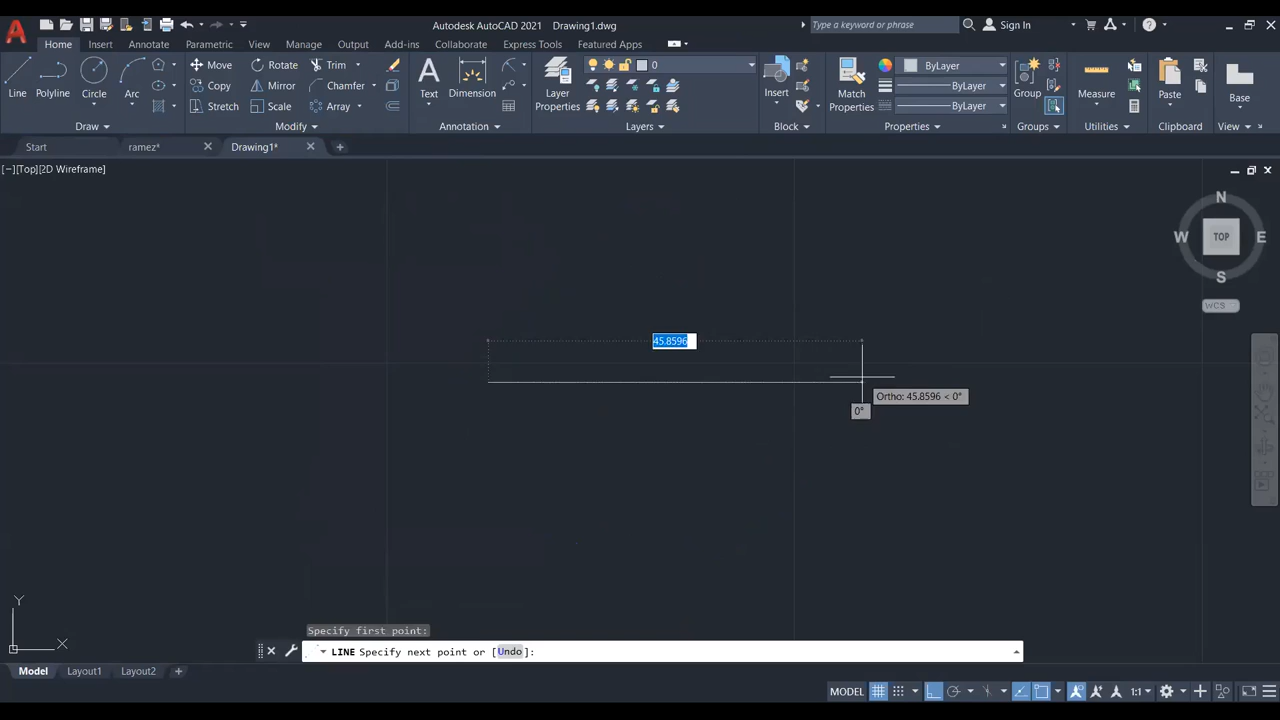 Autodesk AutoCAD 2021 Drawing1.dwg
Type a keyword or phrase
Sign In
Home Insert Annotate Parametric View Manage Output Add-ins Collaborate Express Tools Featured Apps
Line
Polyline
Circle
Arc
Move Rotate Trim
Copy Mirror Chamfer
Stretch Scale Array
Text
Dimension
Layer
Properties
0
Insert
Match
Properties
ByLayer
ByLayer
ByLayer
Group
Measure
Paste
Base
Draw Modify Annotation Layers Block Properties Groups Utilities Clipboard View
Start ramez* Drawing1*
[−][Top][2D Wireframe]
N
W TOP E
S
WCS
45.8596
Ortho: 45.8596 < 0°
0°
Y
X
Specify first point:
LINE Specify next point or [Undo]:
Model Layout1 Layout2
MODEL 1:1